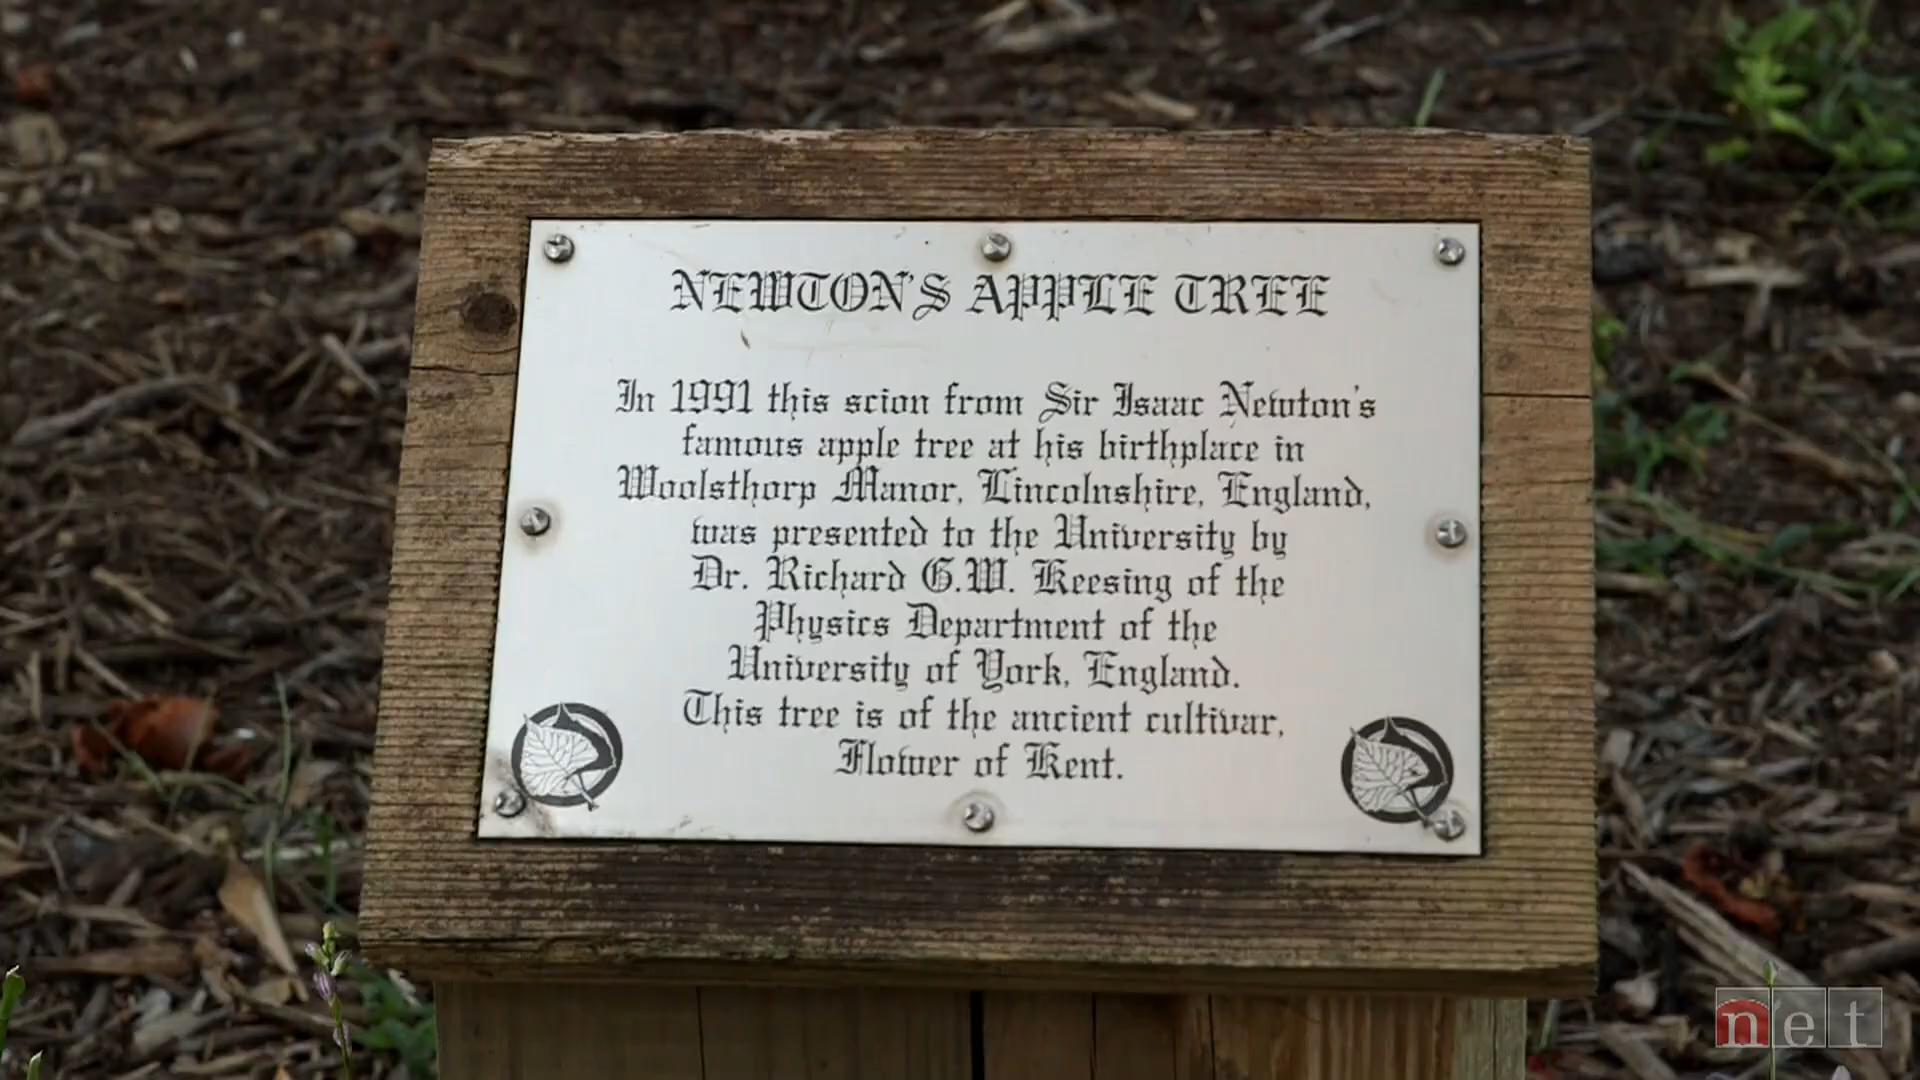 NEWTON'S APPLE TREE
In 1991 this scion from Sir Isaac Newton's
famous apple tree at his birthplace in
Woolsthorp Manor, Lincolnshire, England,
was presented to the University by
Dr. Richard G.W. Keesing of the
Physics Department of the
University of York, England.
This tree is of the ancient cultivar,
Flower of Kent.
net